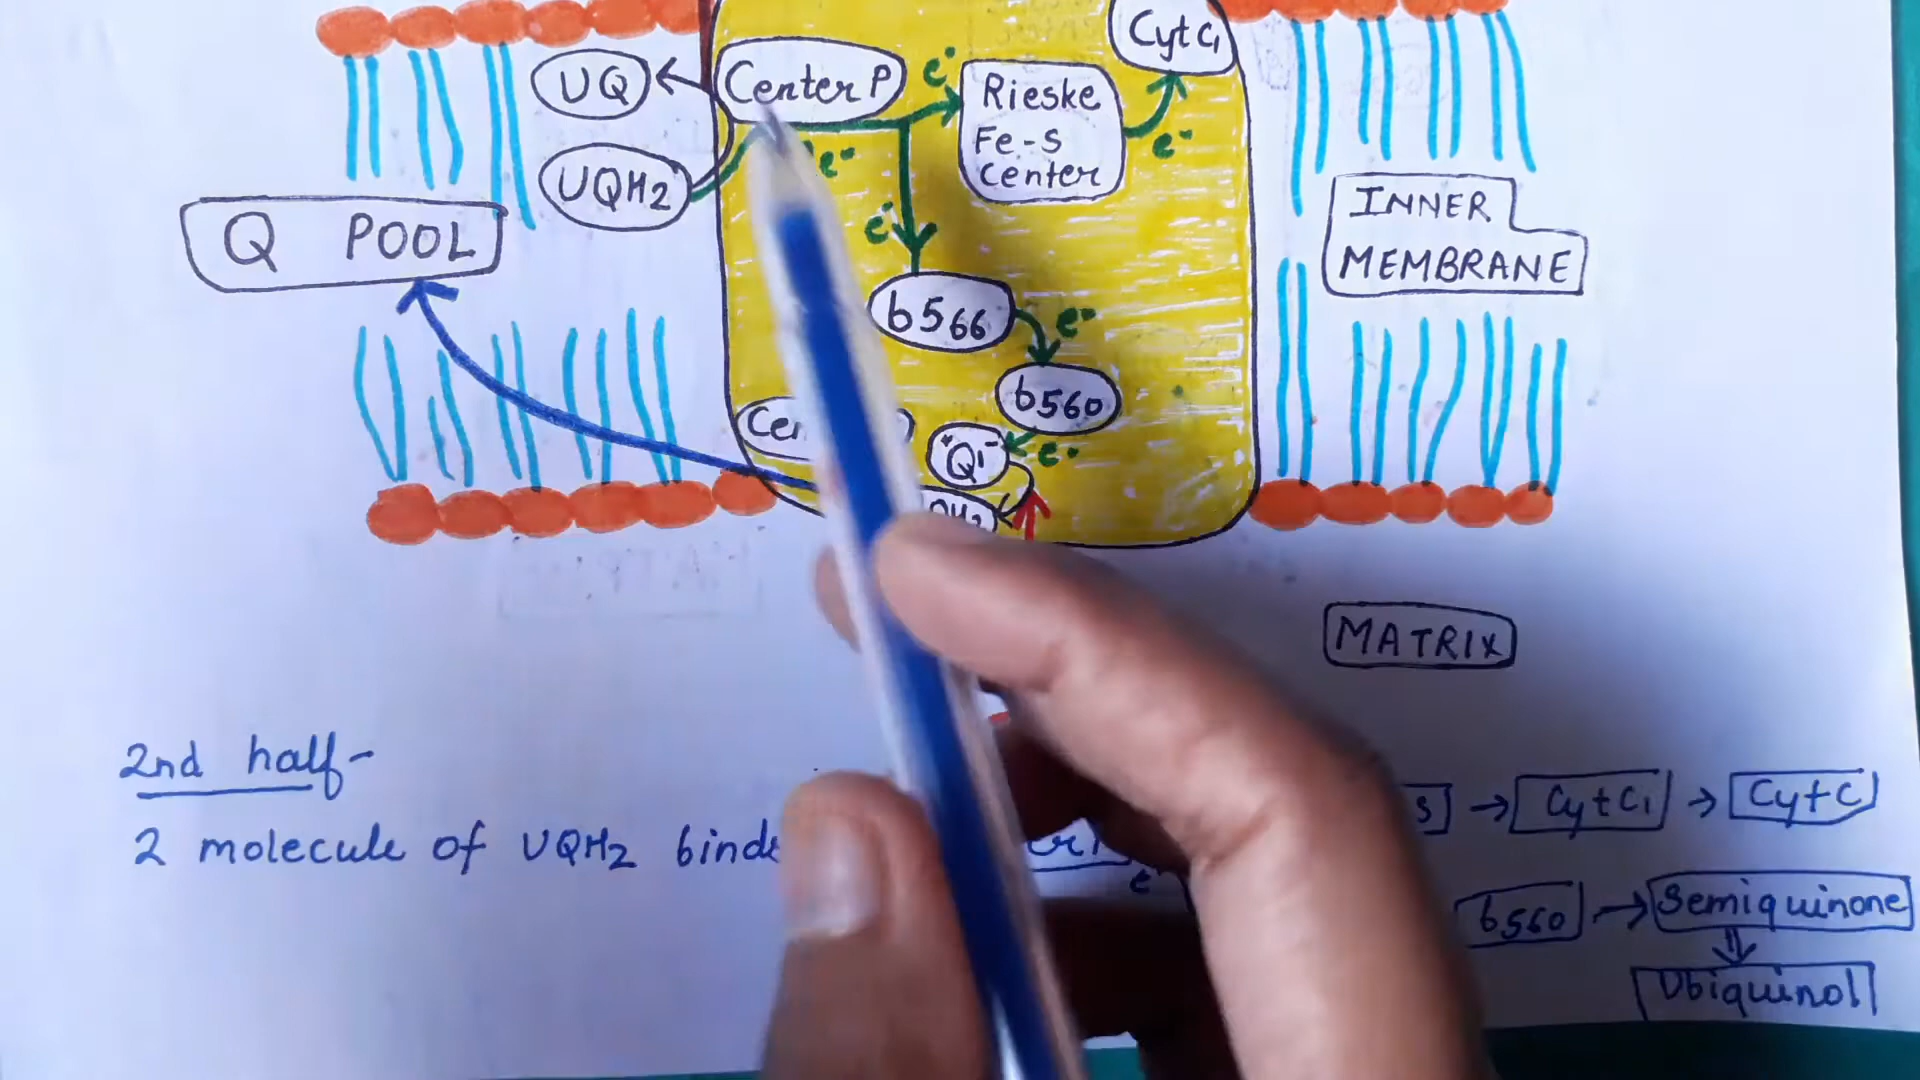 Cyt C1
UQ
Center P
e-
Rieske
Fe-S
Center
e-
e-
UQH2
INNER
MEMBRANE
Q POOL
e-
b566
e-
b560
Q-
e-
MATRIX
2nd half-
S → Cyt C1 → Cyt C
2 molecule of UQH2
e-
b560 → Semiquinone
Ubiquinol